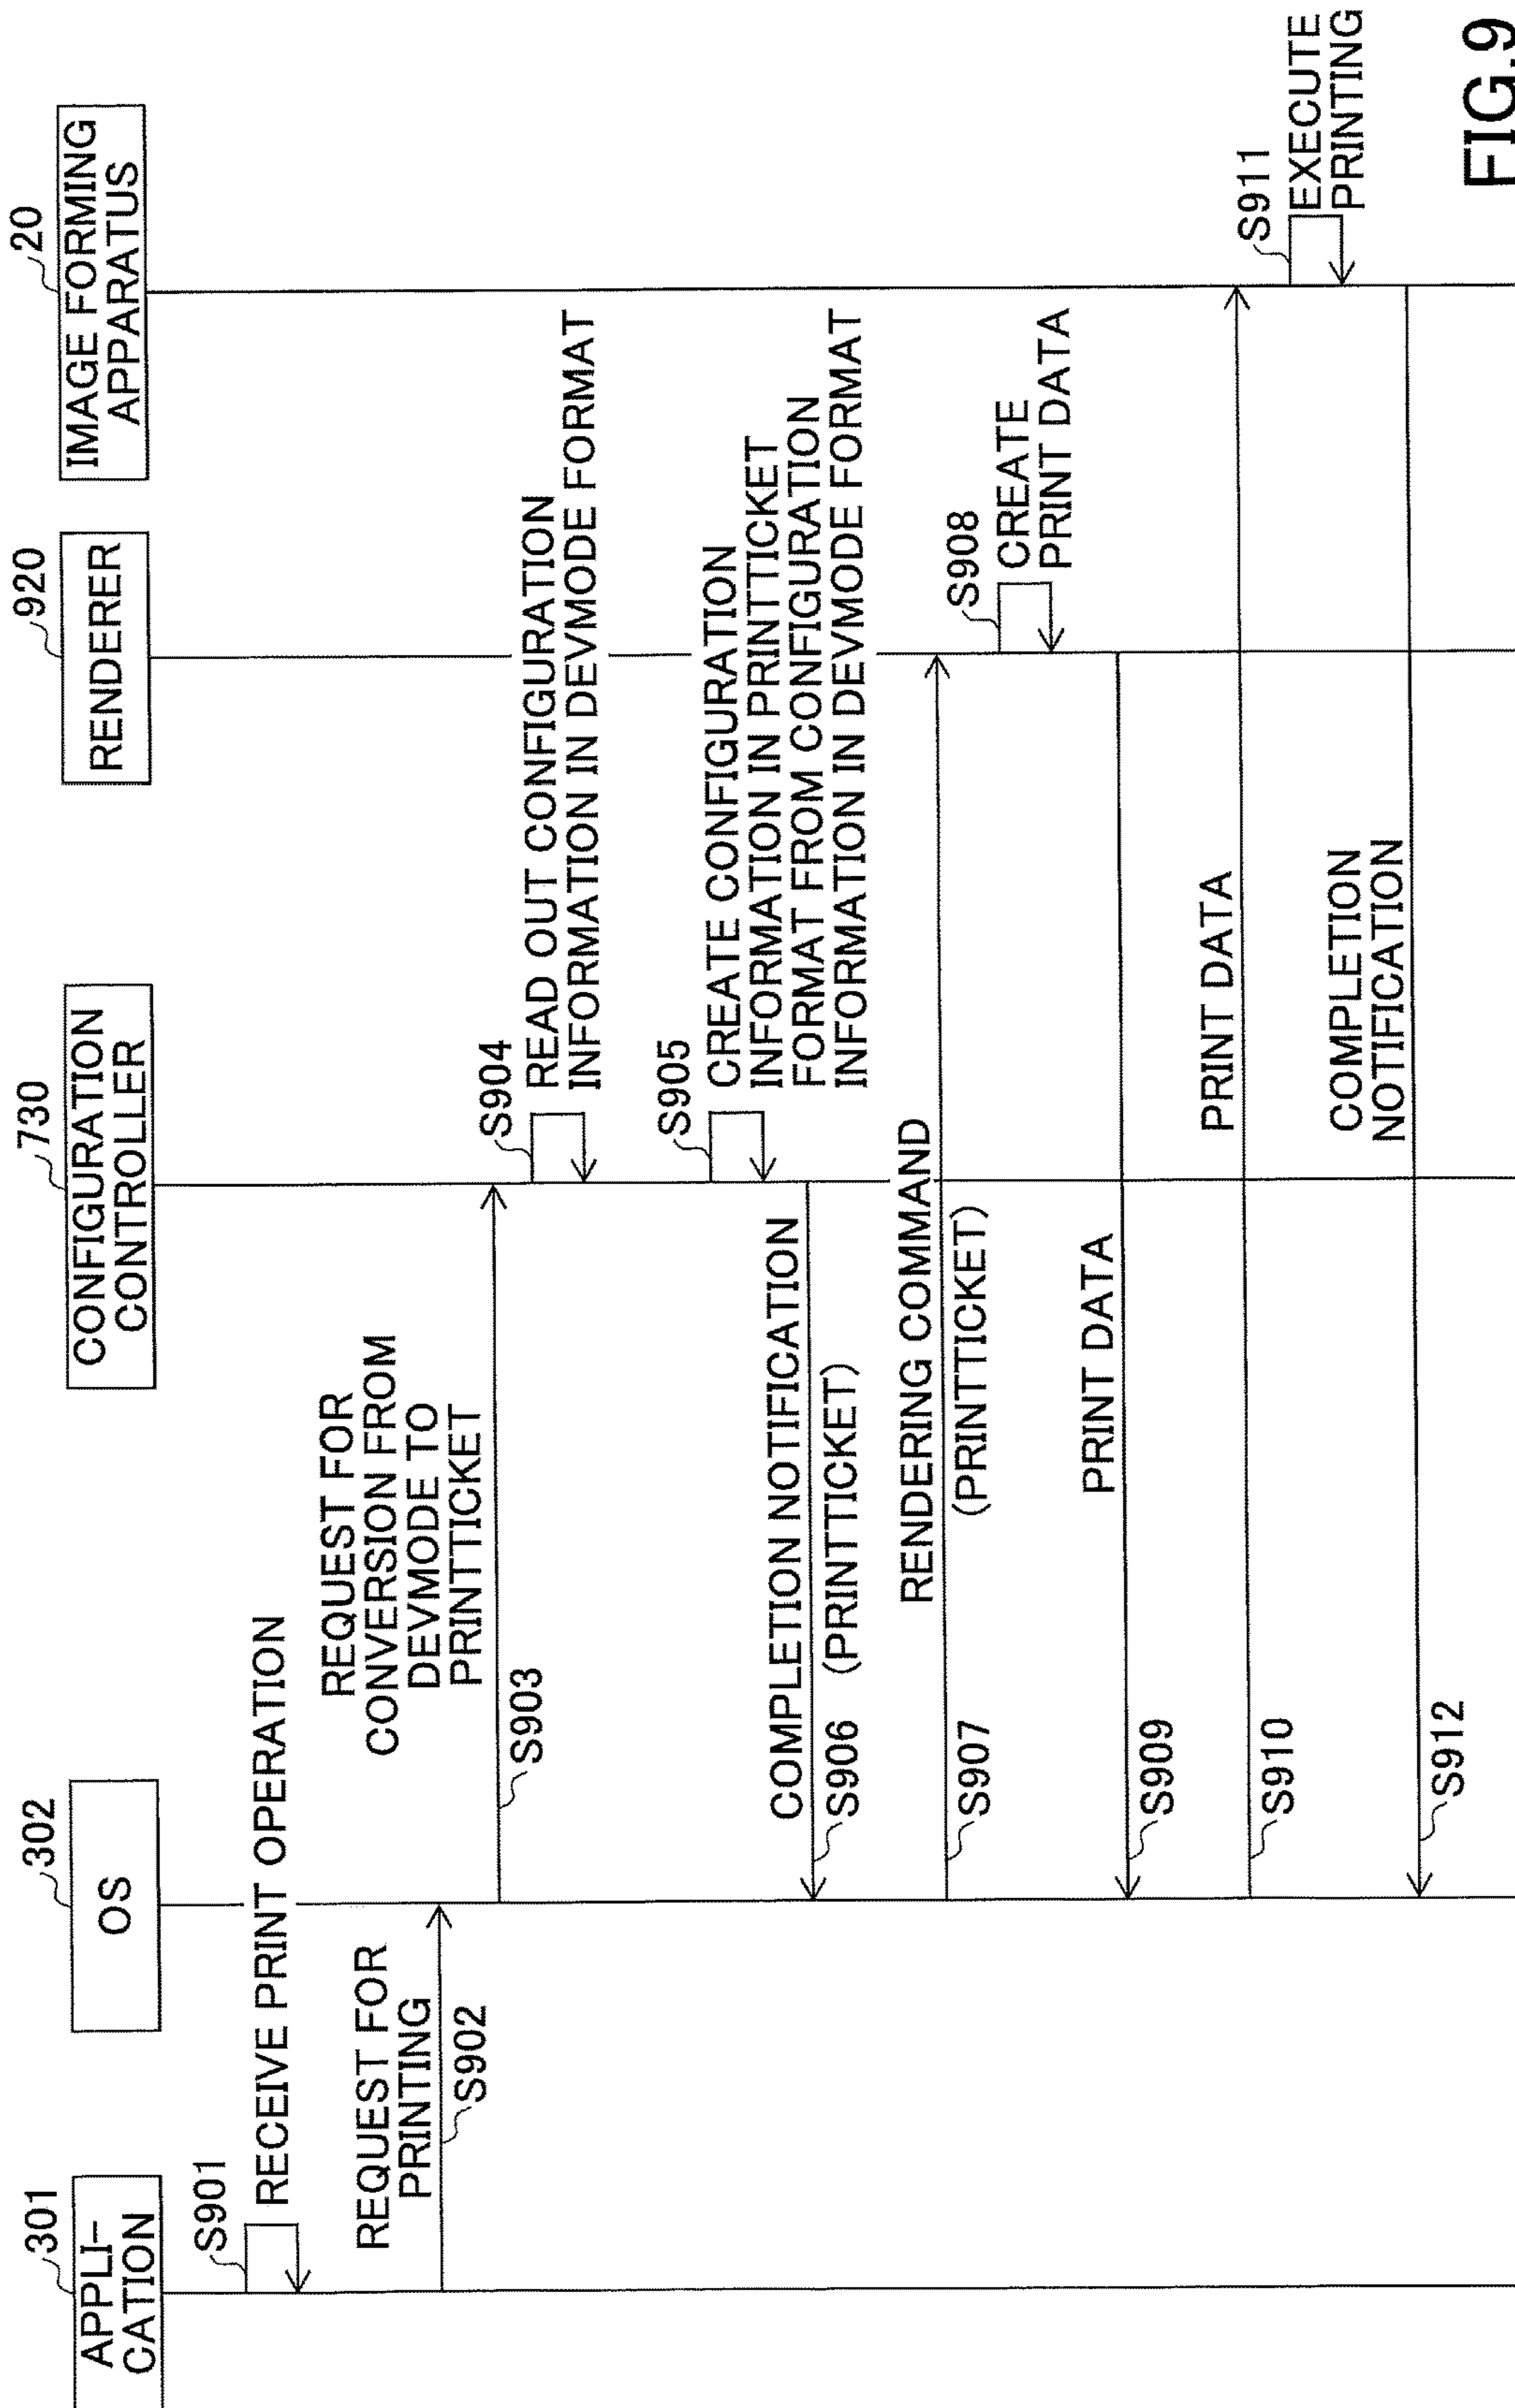 301
APPLI-
CATION
302
OS
730
CONFIGURATION
CONTROLLER
920
RENDERER
20
IMAGE FORMING
APPARATUS
S901
RECEIVE PRINT OPERATION
REQUEST FOR
PRINTING
S902
REQUEST FOR
CONVERSION FROM
DEVMODE TO
PRINTTICKET
S903
S904
READ OUT CONFIGURATION
INFORMATION IN DEVMODE FORMAT
S905
CREATE CONFIGURATION
INFORMATION IN PRINTTICKET
FORMAT FROM CONFIGURATION
INFORMATION IN DEVMODE FORMAT
COMPLETION NOTIFICATION
S906
(PRINTTICKET)
RENDERING COMMAND
S907
(PRINTTICKET)
S908
CREATE
PRINT DATA
PRINT DATA
S909
PRINT DATA
S910
S911
EXECUTE
PRINTING
COMPLETION
NOTIFICATION
S912
FIG.9